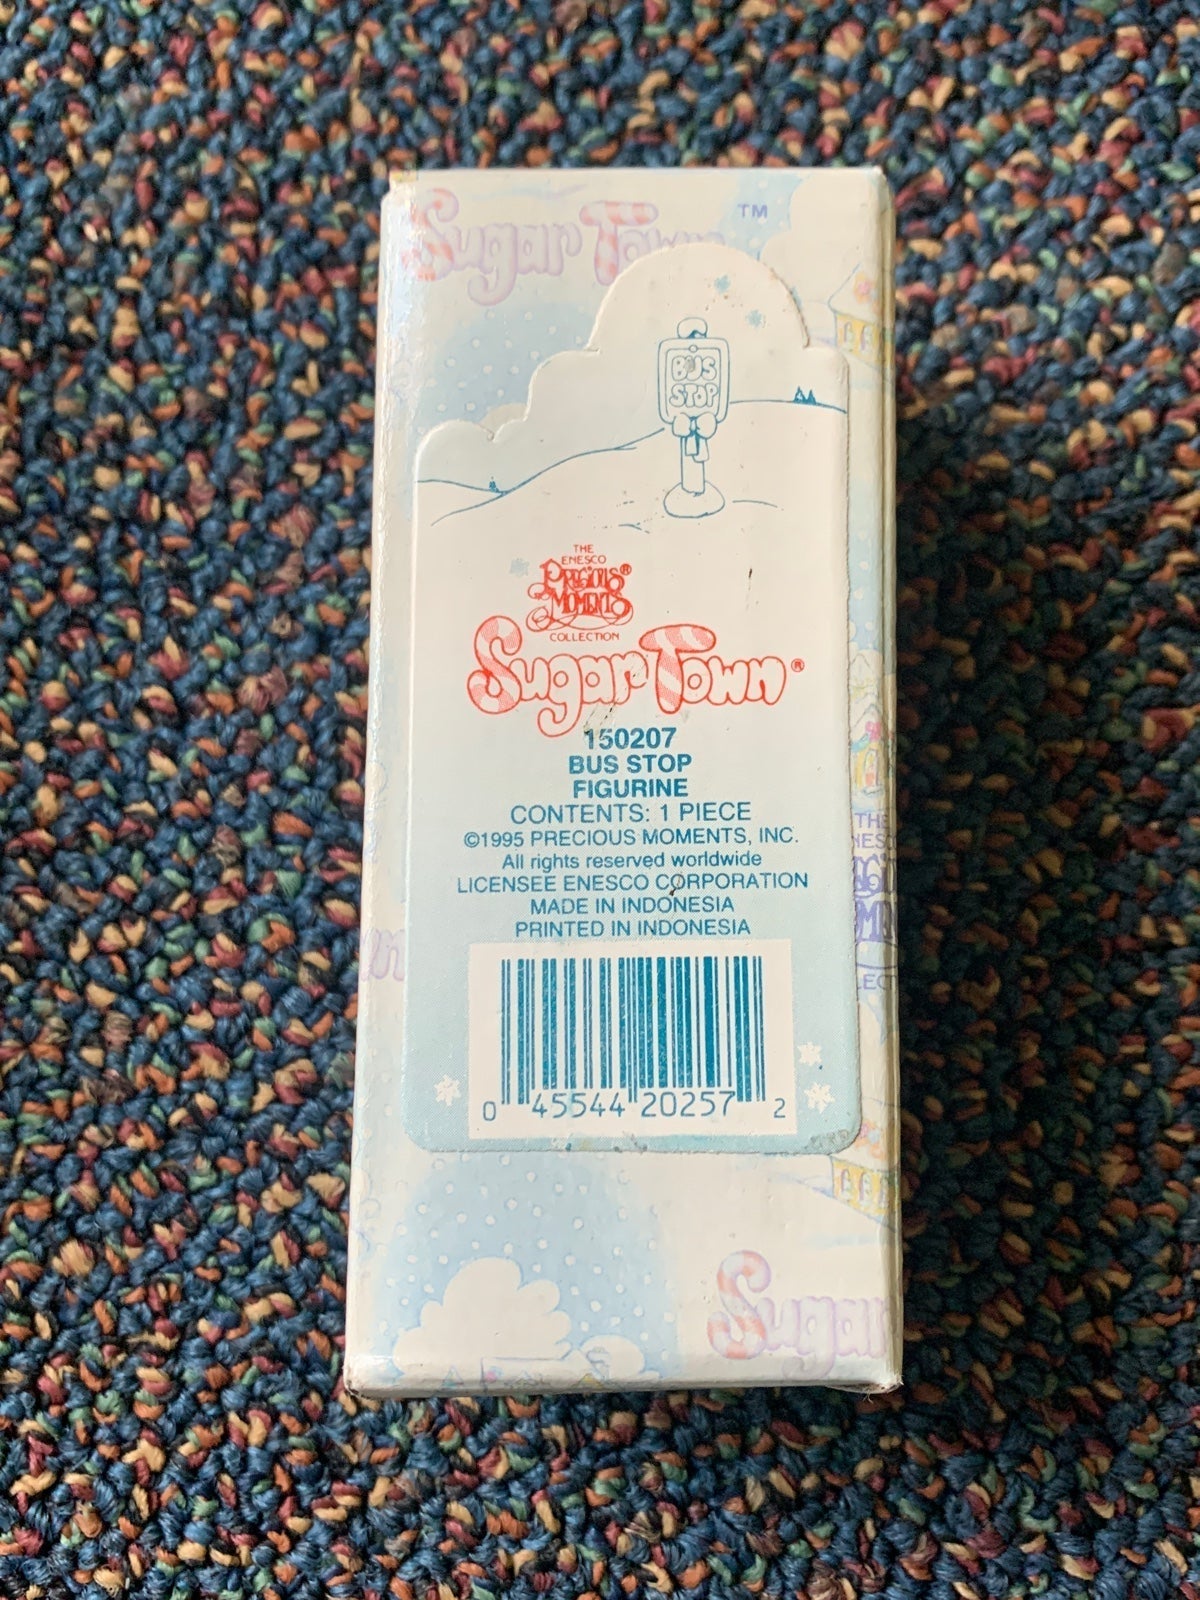 Sugar Town™
BUS
STOP
THE
ENESCO
PRECIOUS®
MOMENTS
COLLECTION
Sugar Town®
150207
BUS STOP
FIGURINE
CONTENTS: 1 PIECE
©1995 PRECIOUS MOMENTS, INC.
All rights reserved worldwide
LICENSEE ENESCO CORPORATION
MADE IN INDONESIA
PRINTED IN INDONESIA
0 45544 20257 2
Sugar
THE